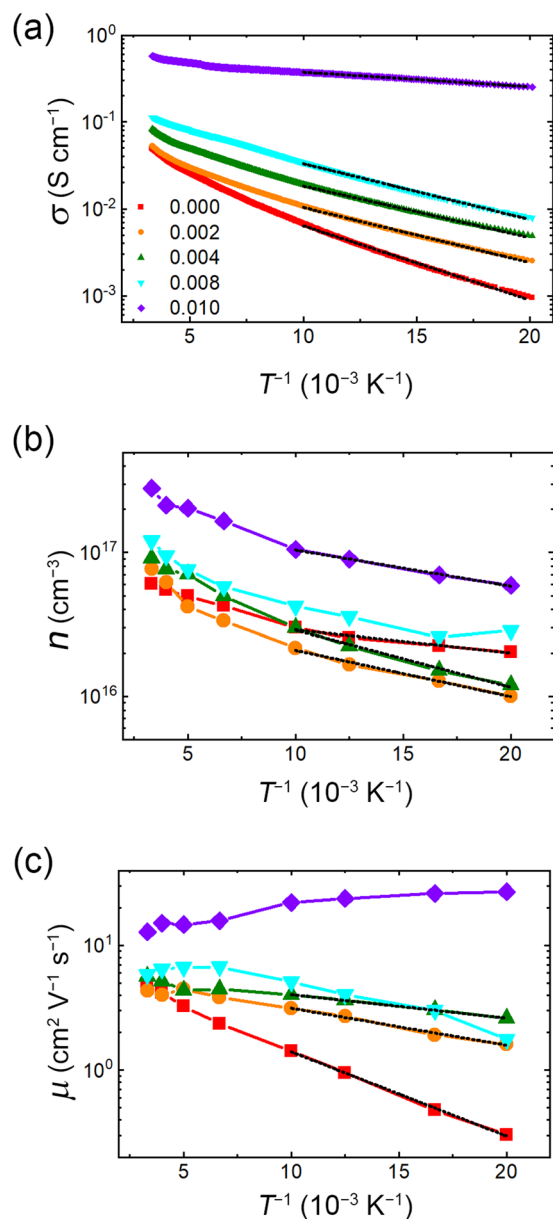 (a)
10⁰
10⁻¹
10⁻²
10⁻³
σ (S cm⁻¹)
0.000
0.002
0.004
0.008
0.010
5 10 15 20
T⁻¹ (10⁻³ K⁻¹)
(b)
10¹⁷
10¹⁶
n (cm⁻³)
5 10 15 20
T⁻¹ (10⁻³ K⁻¹)
(c)
10¹
10⁰
μ (cm² V⁻¹ s⁻¹)
5 10 15 20
T⁻¹ (10⁻³ K⁻¹)